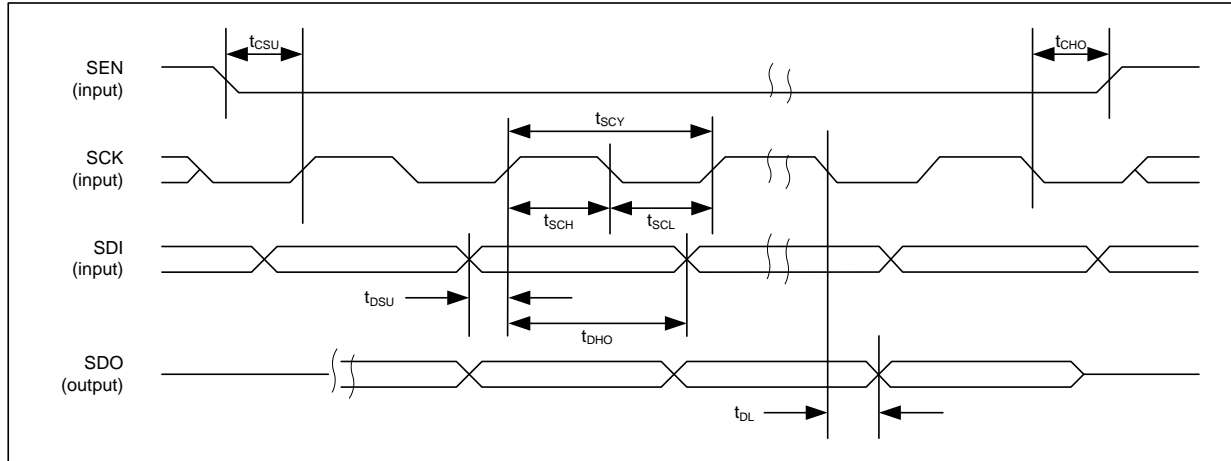 tCSU
tCHO
SEN
(input)
tSCY
SCK
(input)
tSCH
tSCL
SDI
(input)
tDSU
tDHO
SDO
(output)
tDL